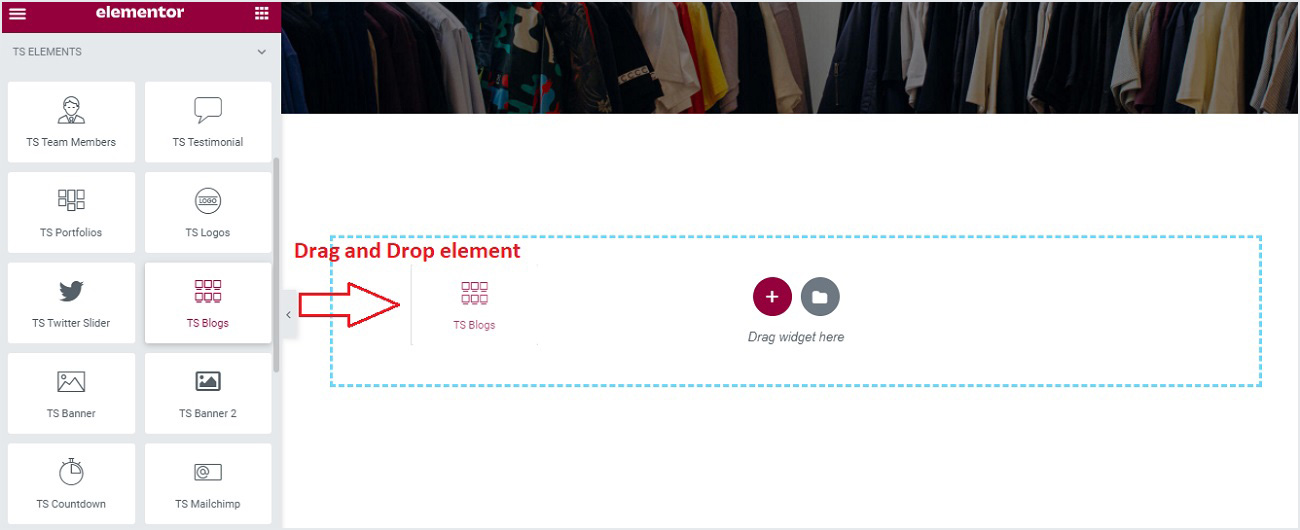 elementor
TS ELEMENTS
TS Team Members
TS Testimonial
TS Portfolios
LOGO
TS Logos
TS Twitter Slider
TS Blogs
TS Banner
TS Banner 2
TS Countdown
TS Mailchimp
Drag and Drop element
TS Blogs
Drag widget here